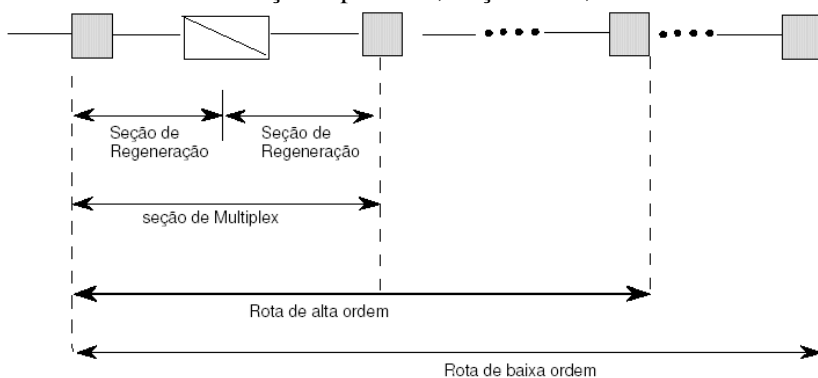 Seção de
Regeneração
Seção de
Regeneração
seção de Multiplex
Rota de alta ordem
Rota de baixa ordem